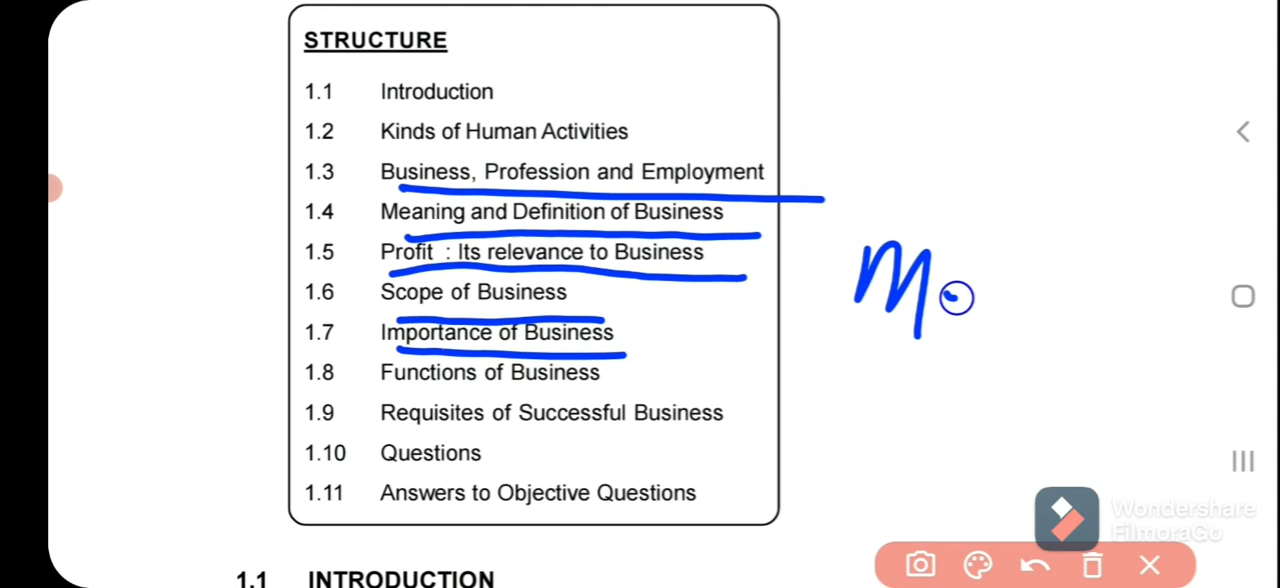 STRUCTURE
1.1 Introduction
1.2 Kinds of Human Activities
1.3 Business, Profession and Employment
1.4 Meaning and Definition of Business
1.5 Profit : Its relevance to Business
1.6 Scope of Business
1.7 Importance of Business
1.8 Functions of Business
1.9 Requisites of Successful Business
1.10 Questions
1.11 Answers to Objective Questions
1.1 INTRODUCTION
M
Wondershare
FilmoraGo